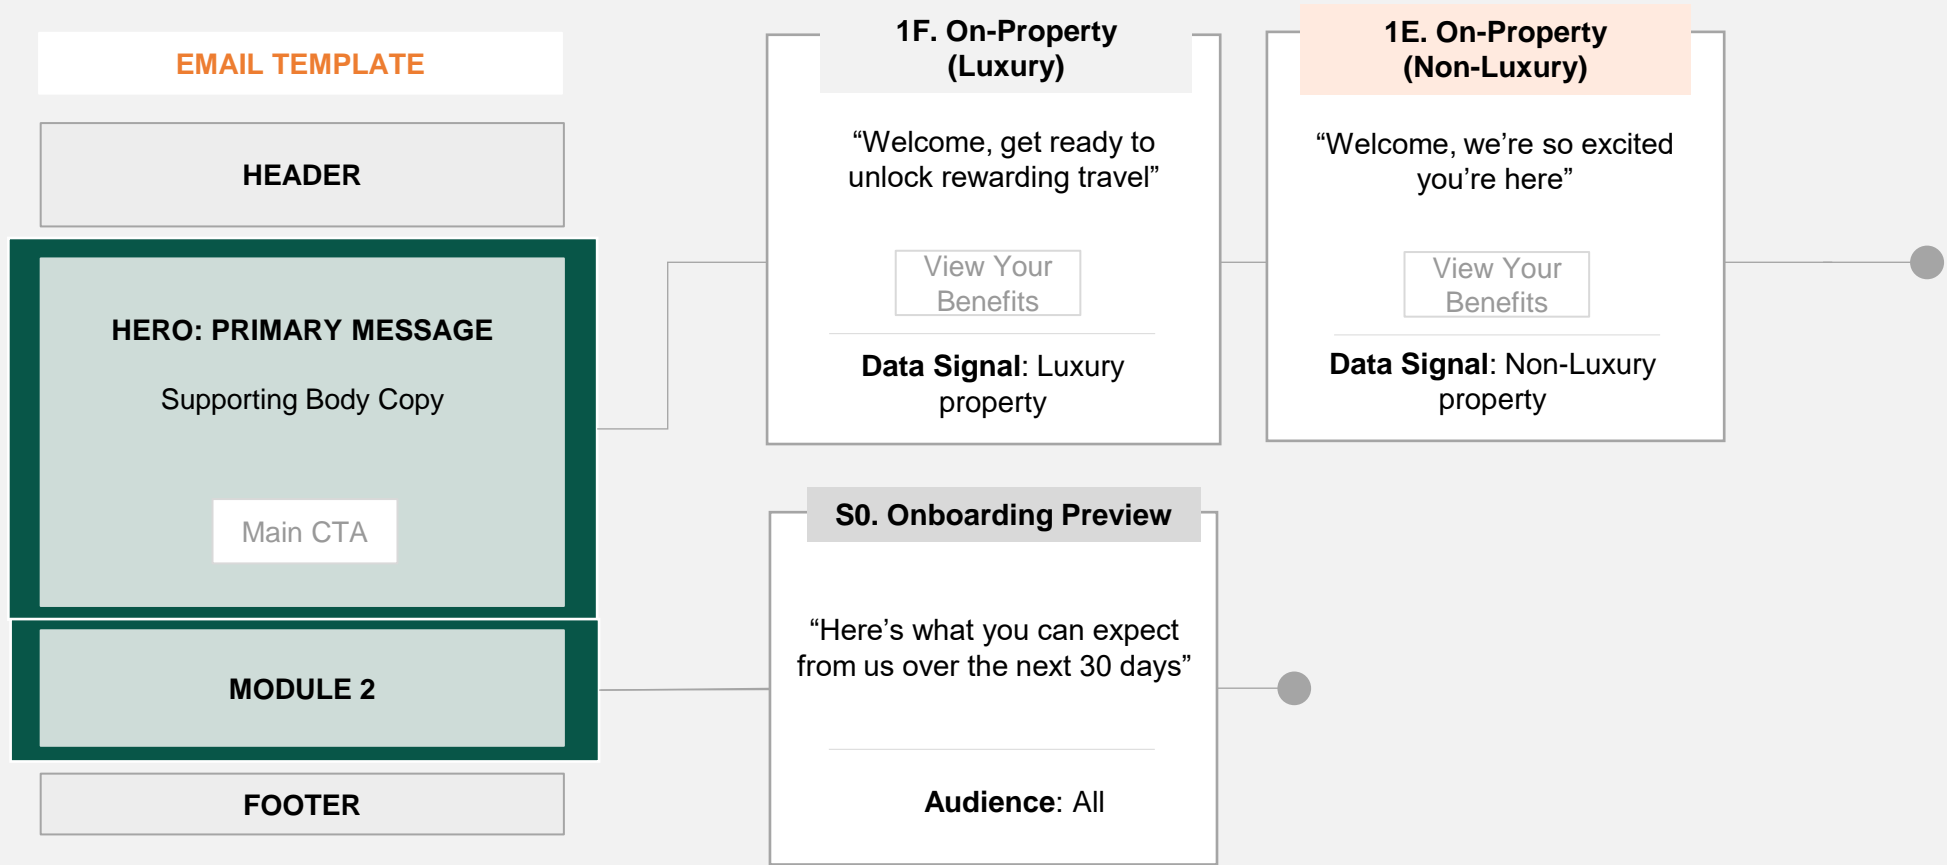 EMAIL TEMPLATE
HEADER
HERO: PRIMARY MESSAGE
Supporting Body Copy
Main CTA
MODULE 2
FOOTER
1F. On-Property
(Luxury)
“Welcome, get ready to
unlock rewarding travel”
View Your
Benefits
Data Signal: Luxury
property
1E. On-Property
(Non-Luxury)
“Welcome, we’re so excited
you’re here”
View Your
Benefits
Data Signal: Non-Luxury
property
S0. Onboarding Preview
“Here’s what you can expect
from us over the next 30 days”
Audience: All